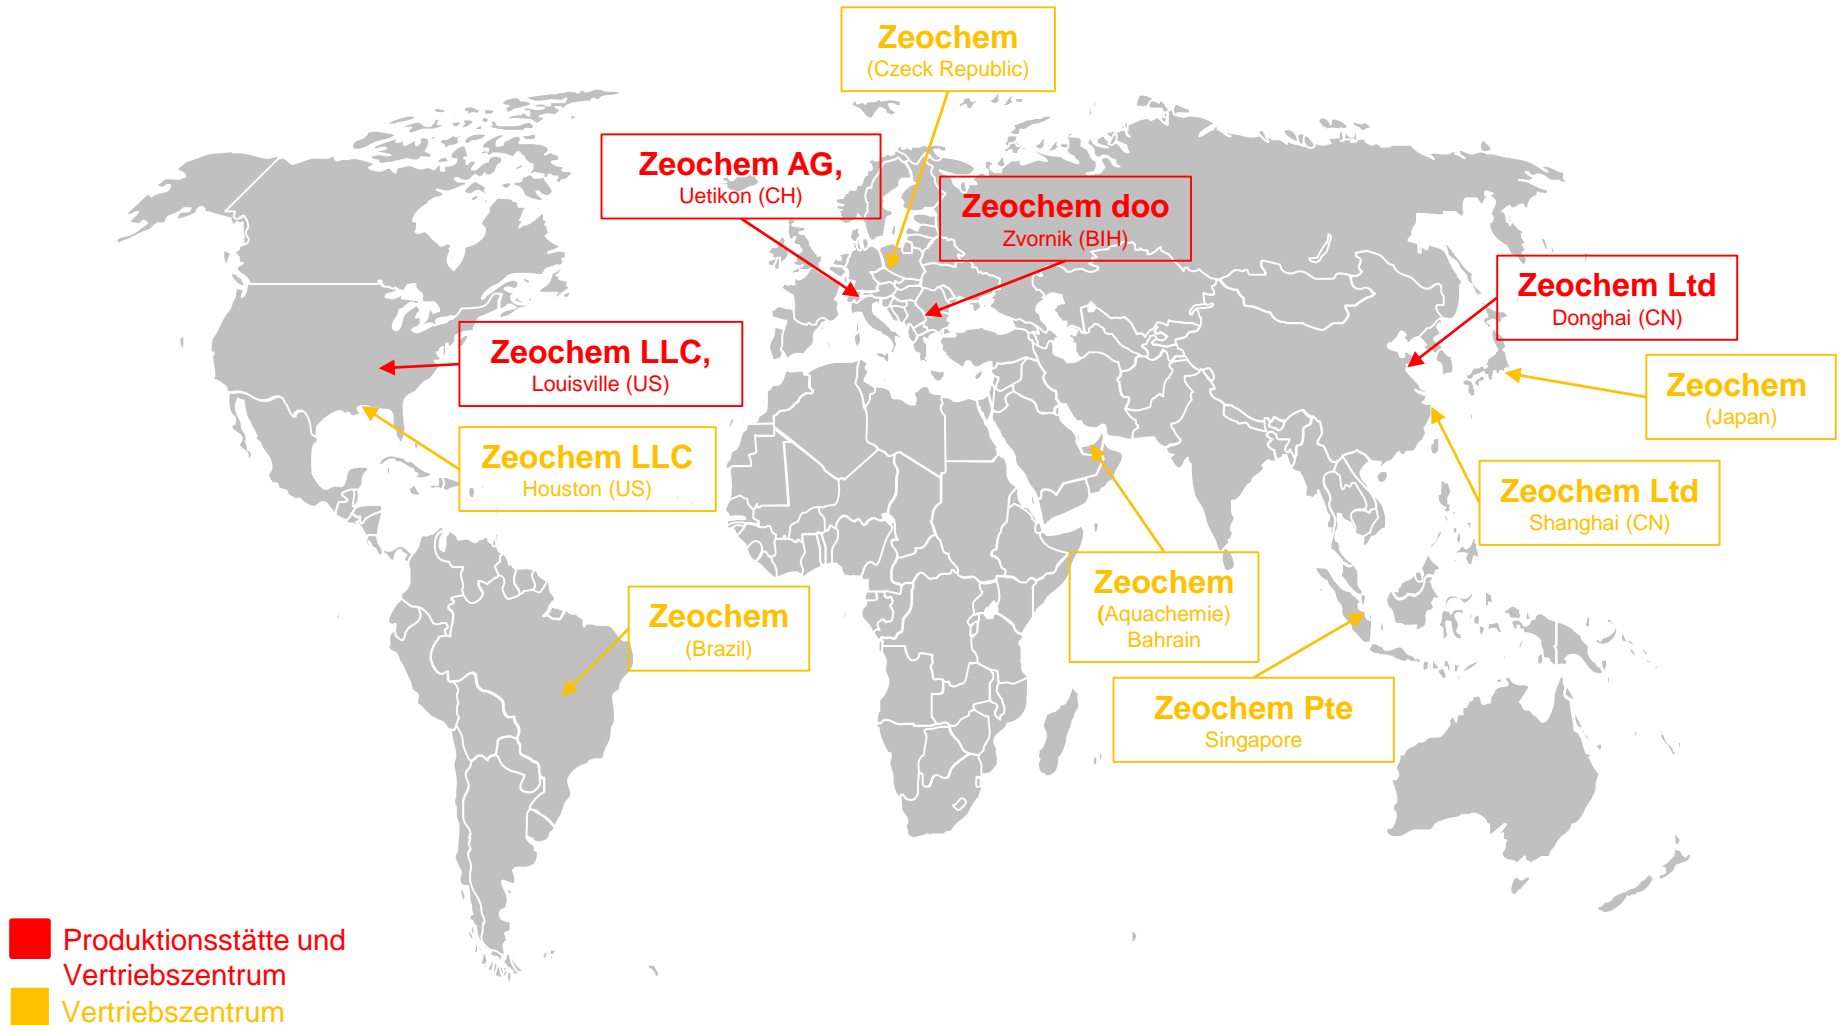 Zeochem
(Czeck Republic)
Zeochem AG,
Uetikon (CH)
Zeochem doo
Zvornik (BIH)
Zeochem Ltd
Donghai (CN)
Zeochem LLC,
Louisville (US)
Zeochem
(Japan)
Zeochem LLC
Houston (US)
Zeochem Ltd
Shanghai (CN)
Zeochem
(Aquachemie)
Bahrain
Zeochem
(Brazil)
Zeochem Pte
Singapore
Produktionsstätte und
Vertriebszentrum
Vertriebszentrum